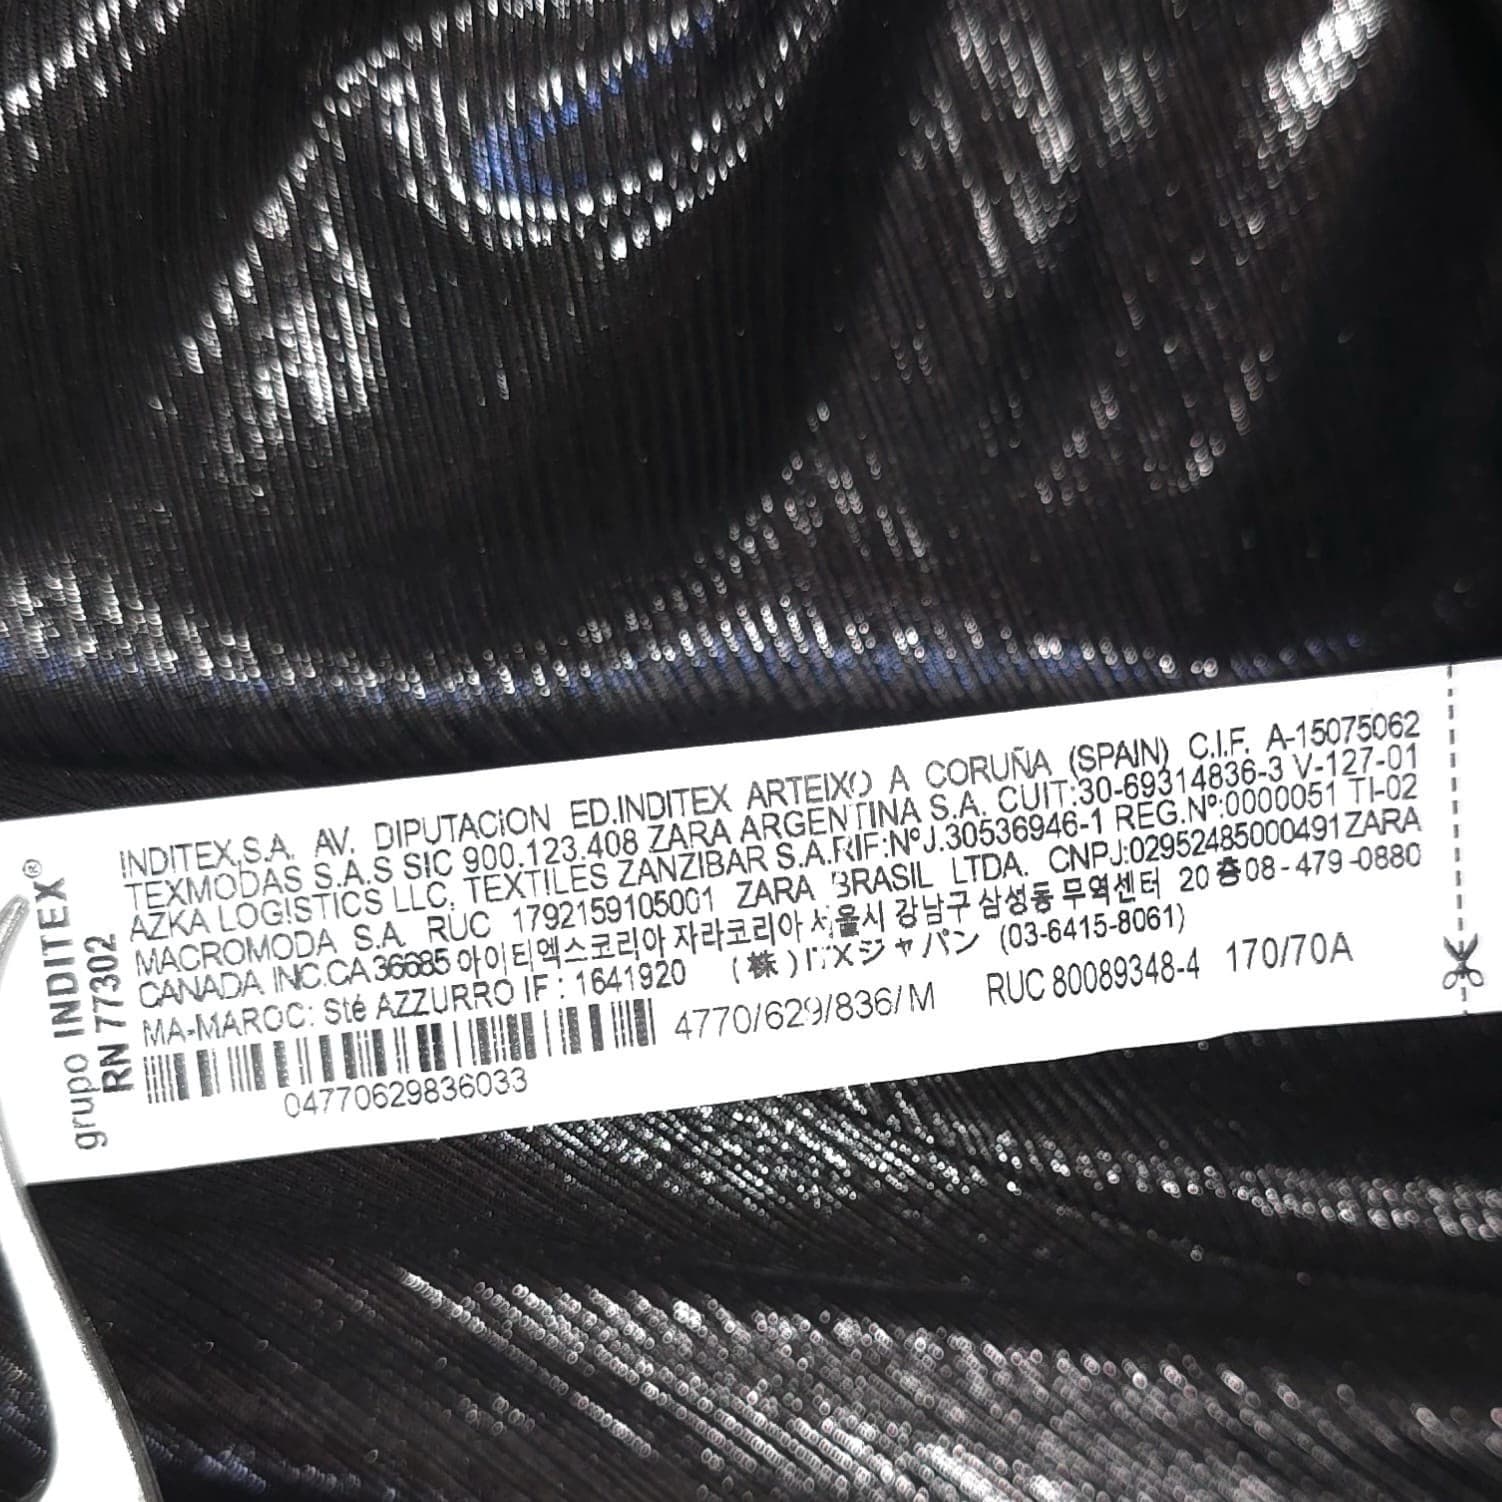 grupo INDITEX®
RN 77302
INDITEX,S.A. AV. DIPUTACION ED.INDITEX ARTEIXO A CORUÑA (SPAIN) C.I.F. A-15075062
TEXMODAS S.A.S SIC 900.123.408 ZARA ARGENTINA S.A. CUIT:30-69314836-3 V-127-01
AZKA LOGISTICS LLC, TEXTILES ZANZIBAR S.A.RIF:NºJ.30536946-1 REG.Nº:0000051 TI-02
MACROMODA S.A. RUC 1792159105001 ZARA BRASIL LTDA. CNPJ:02952485000491ZARA
CANADA INC.CA36685 아이티엑스코리아 자라코리아 서울시 강남구 삼성동 무역센터 20층08-479-0880
MA-MAROC: Sté AZZURRO IF : 1641920 (株)ITXジャパン (03-6415-8061)
4770/629/836/M RUC 80089348-4 170/70A
04770629836033